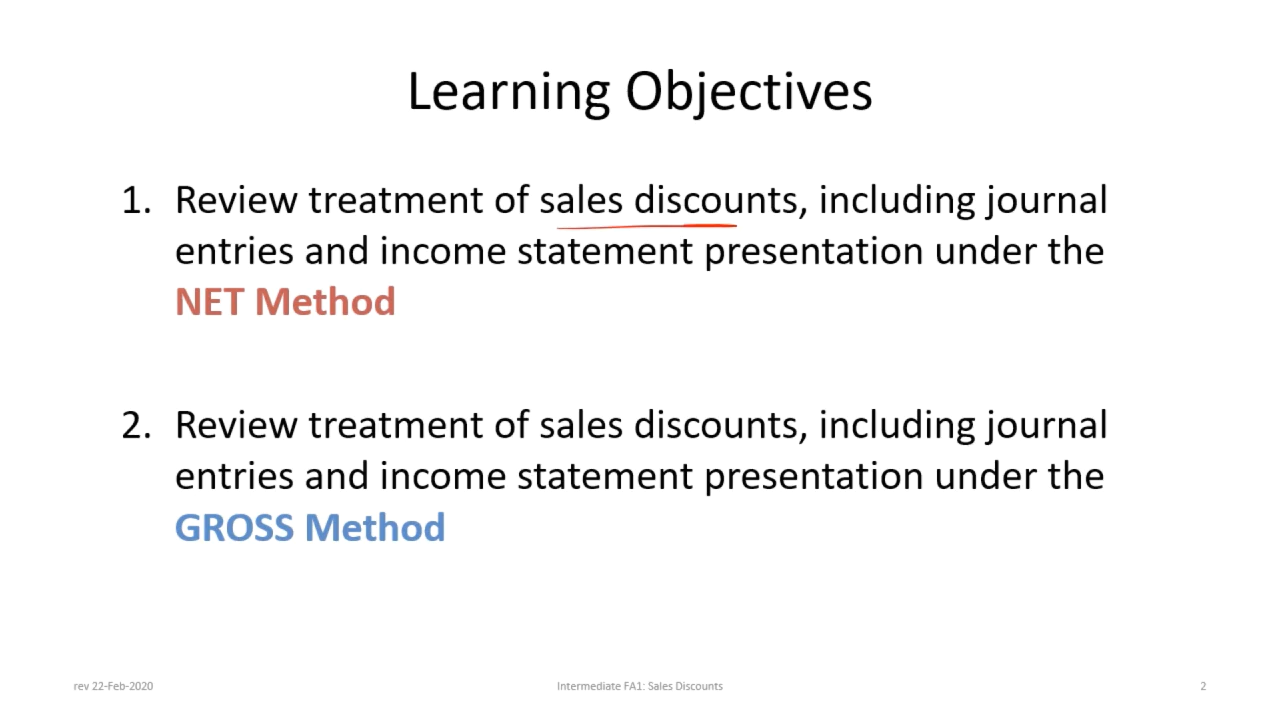 Learning Objectives
1. Review treatment of sales discounts, including journal
entries and income statement presentation under the
NET Method
2. Review treatment of sales discounts, including journal
entries and income statement presentation under the
GROSS Method
rev 22-Feb-2020
Intermediate FA1: Sales Discounts
2